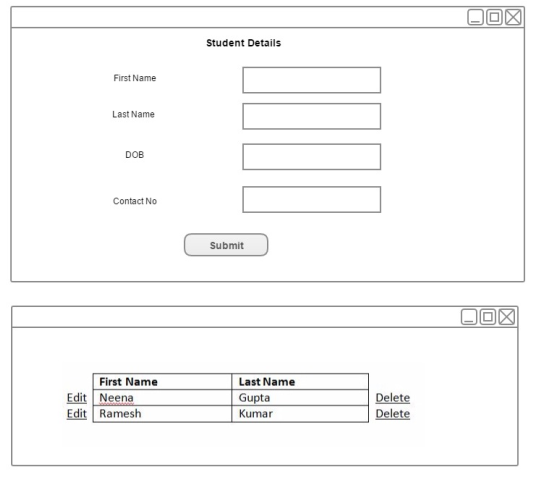 Student Details
First Name
Last Name
DOB
Contact No
Submit
First Name Last Name
Edit Neena Gupta Delete
Edit Ramesh Kumar Delete